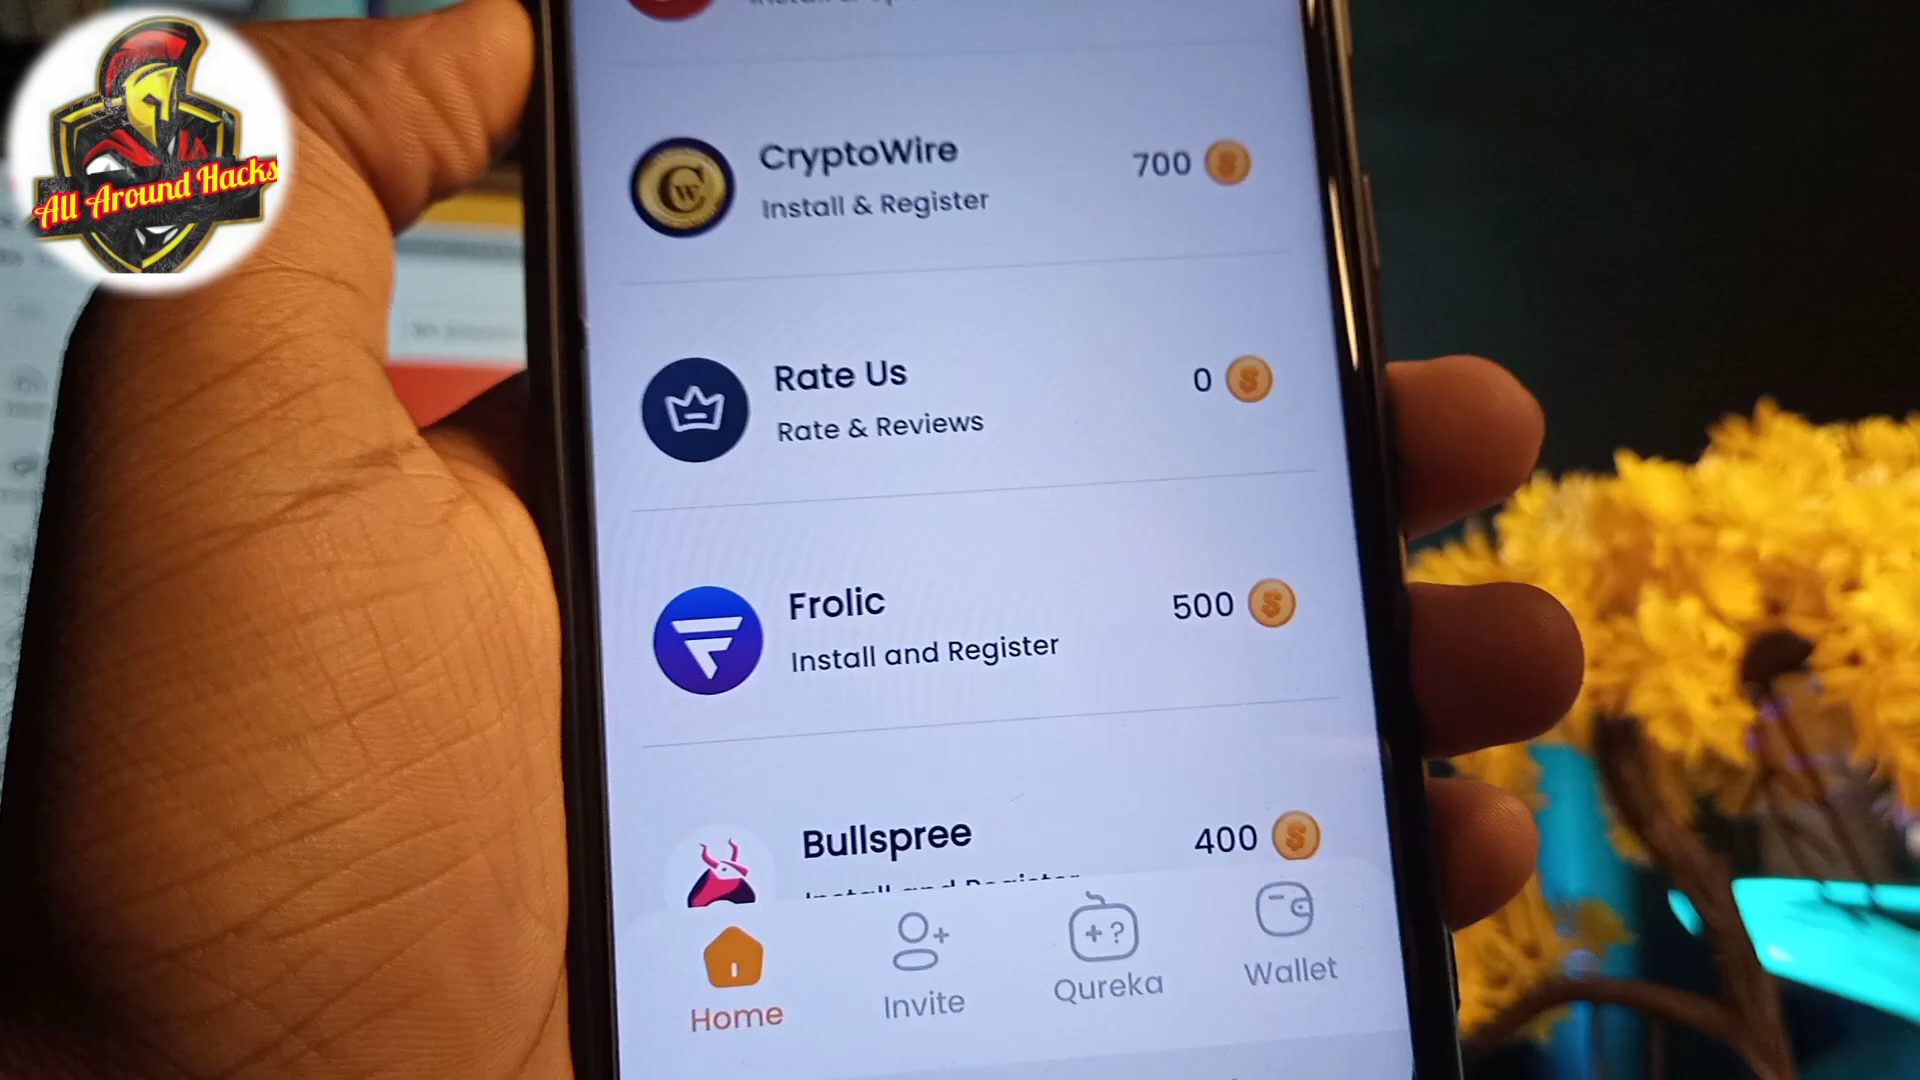 All Around Hacks
CryptoWire
700
Install & Register
Rate Us
0
Rate & Reviews
Frolic
500
Install and Register
Bullspree
400
Install and Register
Home
Invite
Qureka
Wallet